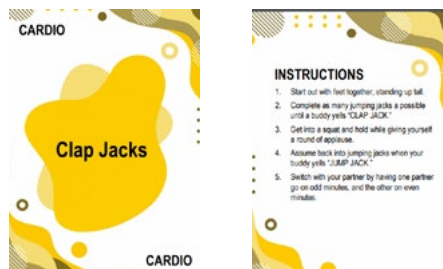 CARDIO
Clap Jacks
CARDIO
INSTRUCTIONS
1. Start out with feet together, standing up tall.
2. Complete as many jumping jacks a possible
until a buddy yells "CLAP JACK."
3. Get into a squat and hold while giving yourself
a round of applause.
4. Assume back into jumping jacks when your
buddy yells "JUMP JACK."
5. Switch with your partner by having one partner
go on odd minutes, and the other on even
minutes.